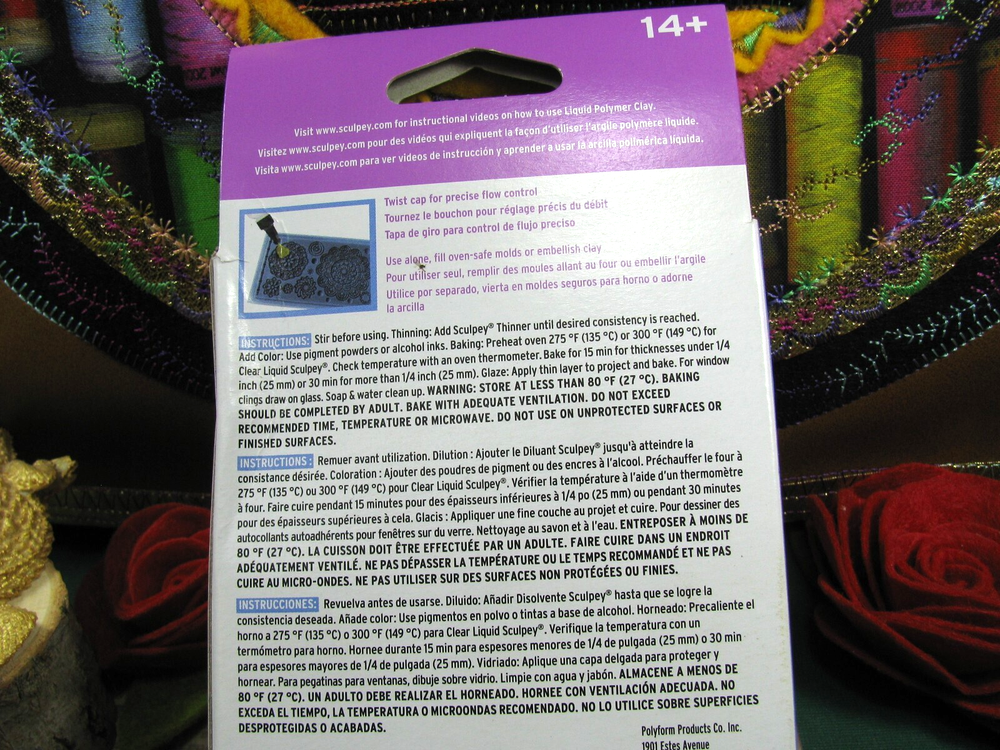 14+
Visit www.sculpey.com for instructional videos on how to use Liquid Polymer Clay.
Visitez www.sculpey.com pour des vidéos qui expliquent la façon d'utiliser l'argile polymère liquide.
Visita www.sculpey.com para ver videos de instrucción y aprender a usar la arcilla polimérica líquida.
Twist cap for precise flow control
Tournez le bouchon pour réglage précis du débit
Tapa de giro para control de flujo preciso
Use alone, fill oven-safe molds or embellish clay
Pour utiliser seul, remplir des moules allant au four ou embellir l'argile
Utilice por separado, vierta en moldes seguros para horno o adorne
la arcilla
INSTRUCTIONS: Stir before using. Thinning: Add Sculpey® Thinner until desired consistency is reached.
Add Color: Use pigment powders or alcohol inks. Baking: Preheat oven 275 °F (135 °C) or 300 °F (149 °C) for
Clear Liquid Sculpey®. Check temperature with an oven thermometer. Bake for 15 min for thicknesses under 1/4
inch (25 mm) or 30 min for more than 1/4 inch (25 mm). Glaze: Apply thin layer to project and bake. For window
clings draw on glass. Soap & water clean up. WARNING: STORE AT LESS THAN 80 °F (27 °C). BAKING
SHOULD BE COMPLETED BY ADULT. BAKE WITH ADEQUATE VENTILATION. DO NOT EXCEED
RECOMMENDED TIME, TEMPERATURE OR MICROWAVE. DO NOT USE ON UNPROTECTED SURFACES OR
FINISHED SURFACES.
INSTRUCTIONS : Remuer avant utilization. Dilution : Ajouter le Diluant Sculpey® jusqu'à atteindre la
consistance désirée. Coloration : Ajouter des poudres de pigment ou des encres à l'alcool. Préchauffer le four à
275 °F (135 °C) ou 300 °F (149 °C) pour Clear Liquid Sculpey®. Vérifier la température à l'aide d'un thermomètre
à four. Faire cuire pendant 15 minutes pour des épaisseurs inférieures à 1/4 po (25 mm) ou pendant 30 minutes
pour des épaisseurs supérieures à cela. Glacis : Appliquer une fine couche au projet et cuire. Pour dessiner des
autocollants autoadhérents pour fenêtres sur du verre. Nettoyage au savon et à l'eau. ENTREPOSER À MOINS DE
80 °F (27 °C). LA CUISSON DOIT ÊTRE EFFECTUÉE PAR UN ADULTE. FAIRE CUIRE DANS UN ENDROIT
ADÉQUATEMENT VENTILÉ. NE PAS DÉPASSER LA TEMPÉRATURE OU LE TEMPS RECOMMANDÉ ET NE PAS
CUIRE AU MICRO-ONDES. NE PAS UTILISER SUR DES SURFACES NON PROTÉGÉES OU FINIES.
INSTRUCCIONES: Revuelva antes de usarse. Diluido: Añadir Disolvente Sculpey® hasta que se logre la
consistencia deseada. Añade color: Use pigmentos en polvo o tintas a base de alcohol. Horneado: Precaliente el
horno a 275 °F (135 °C) o 300 °F (149 °C) para Clear Liquid Sculpey®. Verifique la temperatura con un
termómetro para horno. Hornee durante 15 min para espesores menores de 1/4 de pulgada (25 mm) o 30 min
para espesores mayores de 1/4 de pulgada (25 mm). Vidriado: Aplique una capa delgada para proteger y
hornear. Para pegatinas para ventanas, dibuje sobre vidrio. Limpie con agua y jabón. ALMACENE A MENOS DE
80 °F (27 °C). UN ADULTO DEBE REALIZAR EL HORNEADO. HORNEE CON VENTILACIÓN ADECUADA. NO
EXCEDA EL TIEMPO, LA TEMPERATURA O MICROONDAS RECOMENDADO. NO LO UTILICE SOBRE SUPERFICIES
DESPROTEGIDAS O ACABADAS.
Polyform Products Co. Inc.
1901 Estes Avenue